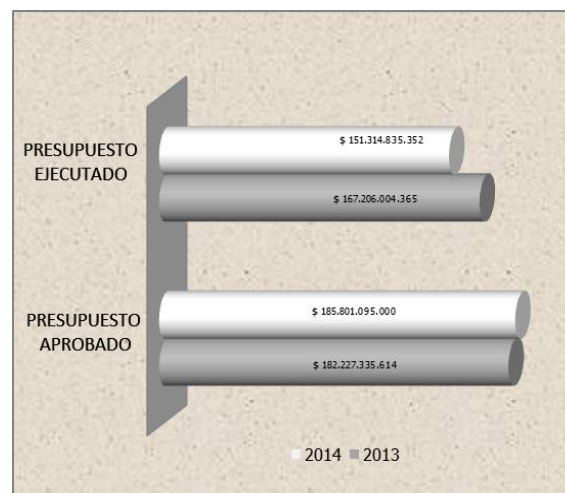 $ 151.314.835.352
PRESUPUESTO
EJECUTADO
$ 167.206.004.365
$ 185.801.095.000
PRESUPUESTO
APROBADO
$ 182.227.335.614
2014 2013